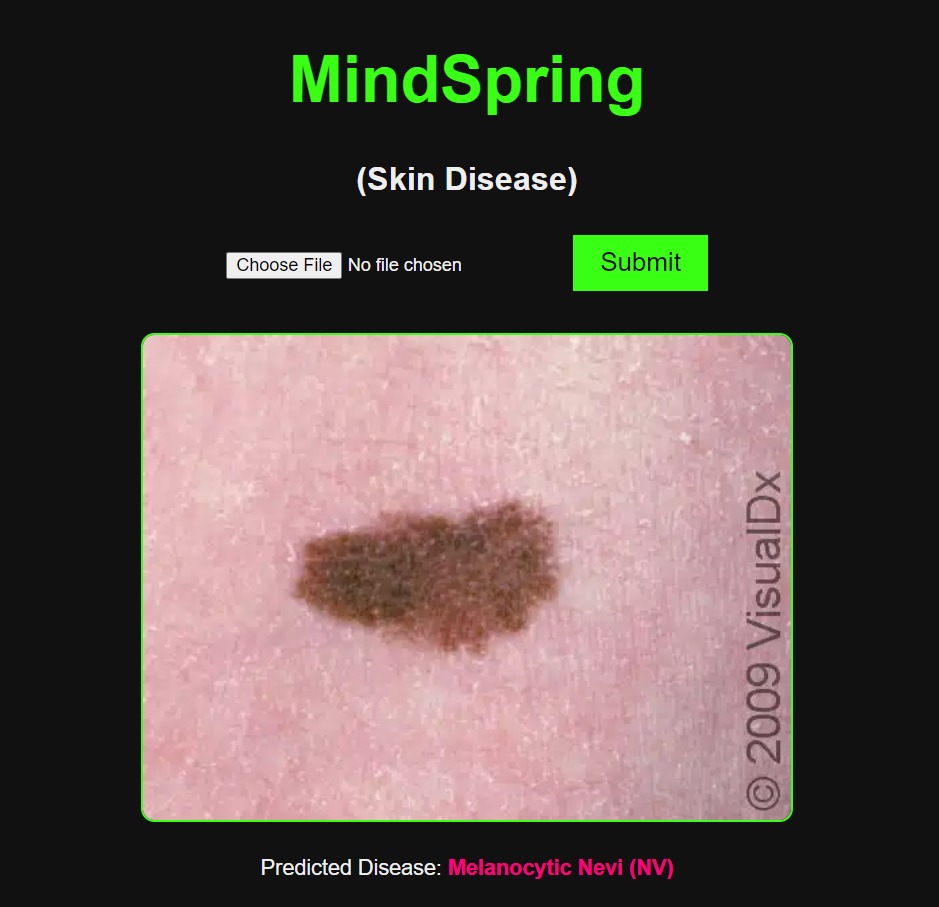 MindSpring
(Skin Disease)
Choose File No file chosen
Submit
© 2009 VisualDx
Predicted Disease: Melanocytic Nevi (NV)